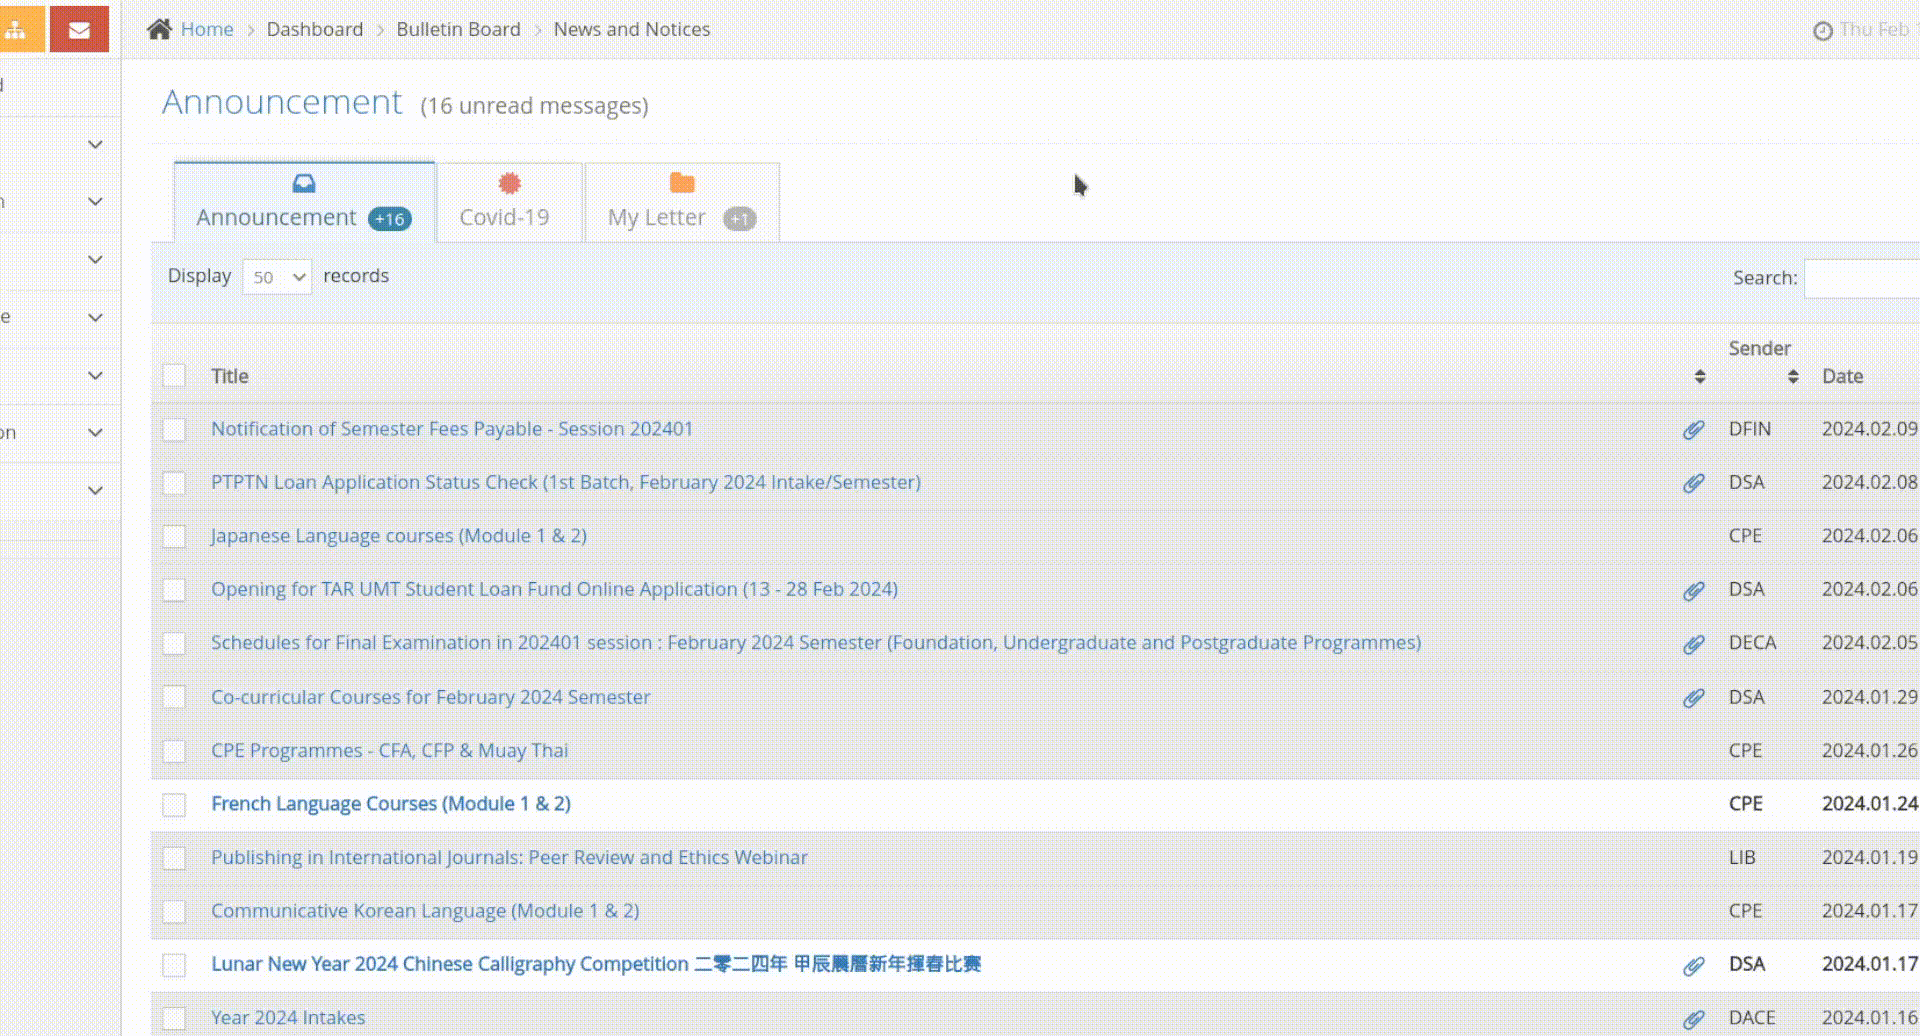 Home > Dashboard > Bulletin Board > News and Notices
Thu Feb
Announcement (16 unread messages)
Announcement +16
Covid-19
My Letter +1
Display 50 records
Search:
Title
Sender
Date
Notification of Semester Fees Payable - Session 202401 DFIN 2024.02.09
PTPTN Loan Application Status Check (1st Batch, February 2024 Intake/Semester) DSA 2024.02.08
Japanese Language courses (Module 1 & 2) CPE 2024.02.06
Opening for TAR UMT Student Loan Fund Online Application (13 - 28 Feb 2024) DSA 2024.02.06
Schedules for Final Examination in 202401 session : February 2024 Semester (Foundation, Undergraduate and Postgraduate Programmes) DECA 2024.02.05
Co-curricular Courses for February 2024 Semester DSA 2024.01.29
CPE Programmes - CFA, CFP & Muay Thai CPE 2024.01.26
French Language Courses (Module 1 & 2) CPE 2024.01.24
Publishing in International Journals: Peer Review and Ethics Webinar LIB 2024.01.19
Communicative Korean Language (Module 1 & 2) CPE 2024.01.17
Lunar New Year 2024 Chinese Calligraphy Competition 二零二四年 甲辰 新年揮春比赛 DSA 2024.01.17
Year 2024 Intakes DACE 2024.01.16